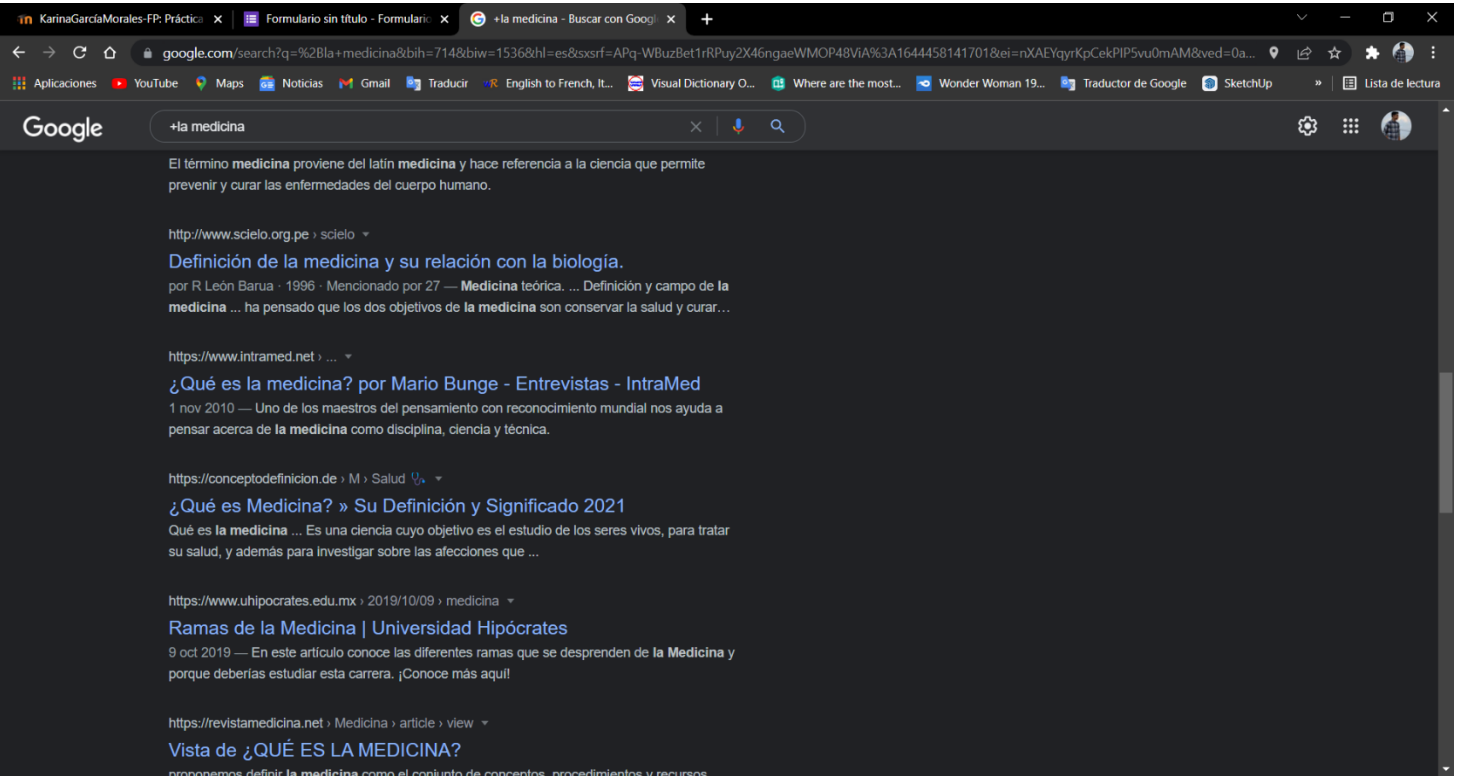 KarinaGarcíaMorales-FP: Práctica
Formulario sin título - Formulario
+la medicina - Buscar con Googl
google.com/search?q=%2Bla+medicina&bih=714&biw=1536&hl=es&sxsrf=APq-WBuzBet1rRPuy2X46ngaeWMOP48ViA%3A1644458141701&ei=nXAEYqyrKpCekPIP5vu0mAM&ved=0a...
Aplicaciones YouTube Maps Noticias Gmail Traducir English to French, It... Visual Dictionary O... Where are the most... Wonder Woman 19... Traductor de Google SketchUp » Lista de lectura
Google
+la medicina
El término medicina proviene del latín medicina y hace referencia a la ciencia que permite
prevenir y curar las enfermedades del cuerpo humano.
http://www.scielo.org.pe › scielo
Definición de la medicina y su relación con la biología.
por R León Barua · 1996 · Mencionado por 27 — Medicina teórica. ... Definición y campo de la
medicina ... ha pensado que los dos objetivos de la medicina son conservar la salud y curar…
https://www.intramed.net › ...
¿Qué es la medicina? por Mario Bunge - Entrevistas - IntraMed
1 nov 2010 — Uno de los maestros del pensamiento con reconocimiento mundial nos ayuda a
pensar acerca de la medicina como disciplina, ciencia y técnica.
https://conceptodefinicion.de › M › Salud
¿Qué es Medicina? » Su Definición y Significado 2021
Qué es la medicina ... Es una ciencia cuyo objetivo es el estudio de los seres vivos, para tratar
su salud, y además para investigar sobre las afecciones que ...
https://www.uhipocrates.edu.mx › 2019/10/09 › medicina
Ramas de la Medicina | Universidad Hipócrates
9 oct 2019 — En este artículo conoce las diferentes ramas que se desprenden de la Medicina y
porque deberías estudiar esta carrera. ¡Conoce más aquí!
https://revistamedicina.net › Medicina › article › view
Vista de ¿QUÉ ES LA MEDICINA?
proponemos definir la medicina como el conjunto de conceptos, procedimientos y recursos